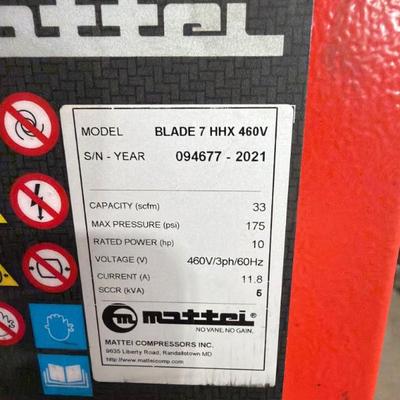 mattei
MODEL BLADE 7 HHX 460V
S/N - YEAR 094677 - 2021
CAPACITY (scfm) 33
MAX PRESSURE (psi) 175
RATED POWER (hp) 10
VOLTAGE (V) 460V/3ph/60Hz
CURRENT (A) 11.8
SCCR (kVA) 5
m mattei
NO VANE, NO GAIN.
MATTEI COMPRESSORS INC.
9635 Liberty Road, Randallstown MD
http://www.matteicomp.com